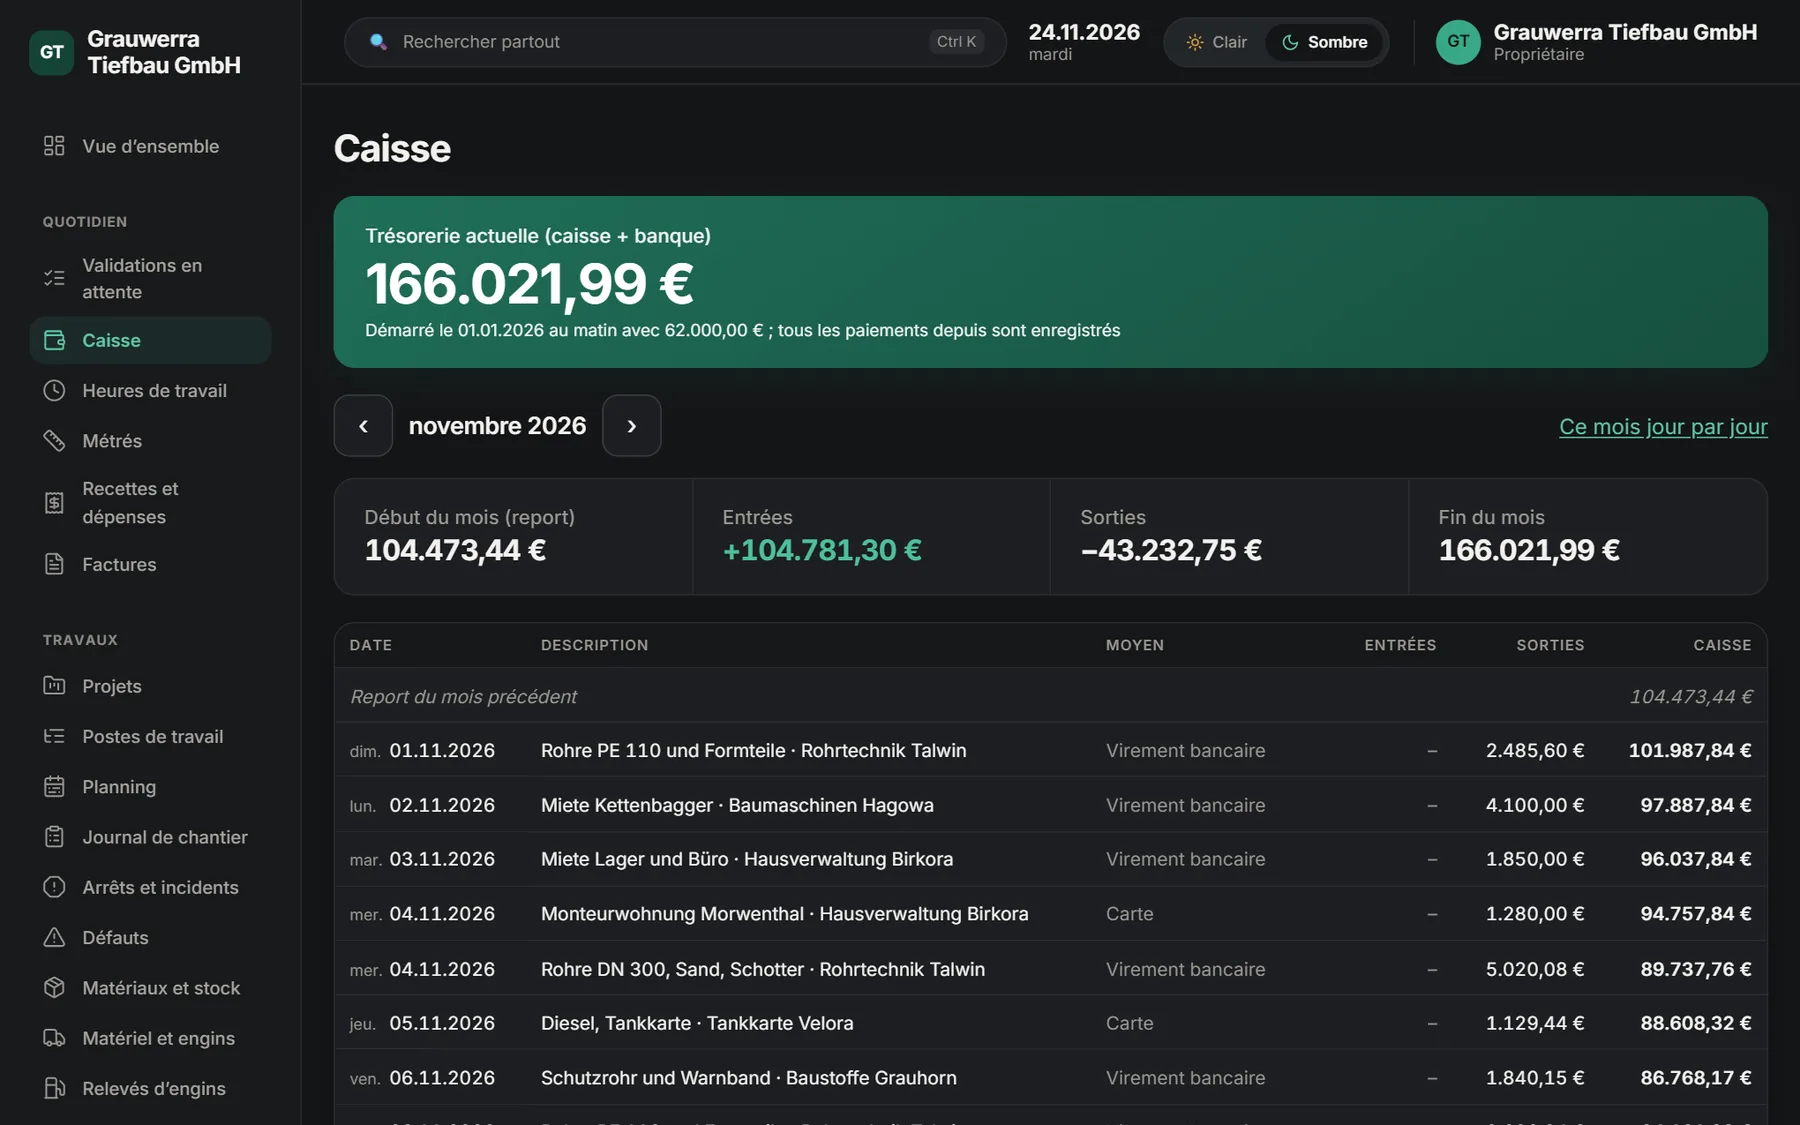 GT
Grauwerra
Tiefbau GmbH
Rechercher partout
Ctrl K
24.11.2026
mardi
Clair
Sombre
GT
Grauwerra Tiefbau GmbH
Propriétaire
Vue d’ensemble
QUOTIDIEN
Validations en
attente
Caisse
Heures de travail
Métrés
Recettes et
dépenses
Factures
TRAVAUX
Projets
Postes de travail
Planning
Journal de chantier
Arrêts et incidents
Défauts
Matériaux et stock
Matériel et engins
Relevés d’engins
Caisse
Trésorerie actuelle (caisse + banque)
166.021,99 €
Démarré le 01.01.2026 au matin avec 62.000,00 € ; tous les paiements depuis sont enregistrés
‹ novembre 2026 ›
Ce mois jour par jour
Début du mois (report)
104.473,44 €
Entrées
+104.781,30 €
Sorties
−43.232,75 €
Fin du mois
166.021,99 €
DATE DESCRIPTION MOYEN ENTRÉES SORTIES CAISSE
Report du mois précédent 104.473,44 €
dim. 01.11.2026 Rohre PE 110 und Formteile · Rohrtechnik Talwin Virement bancaire – 2.485,60 € 101.987,84 €
lun. 02.11.2026 Miete Kettenbagger · Baumaschinen Hagowa Virement bancaire – 4.100,00 € 97.887,84 €
mar. 03.11.2026 Miete Lager und Büro · Hausverwaltung Birkora Virement bancaire – 1.850,00 € 96.037,84 €
mer. 04.11.2026 Monteurwohnung Morwenthal · Hausverwaltung Birkora Carte – 1.280,00 € 94.757,84 €
mer. 04.11.2026 Rohre DN 300, Sand, Schotter · Rohrtechnik Talwin Virement bancaire – 5.020,08 € 89.737,76 €
jeu. 05.11.2026 Diesel, Tankkarte · Tankkarte Velora Carte – 1.129,44 € 88.608,32 €
ven. 06.11.2026 Schutzrohr und Warnband · Baustoffe Grauhorn Virement bancaire – 1.840,15 € 86.768,17 €